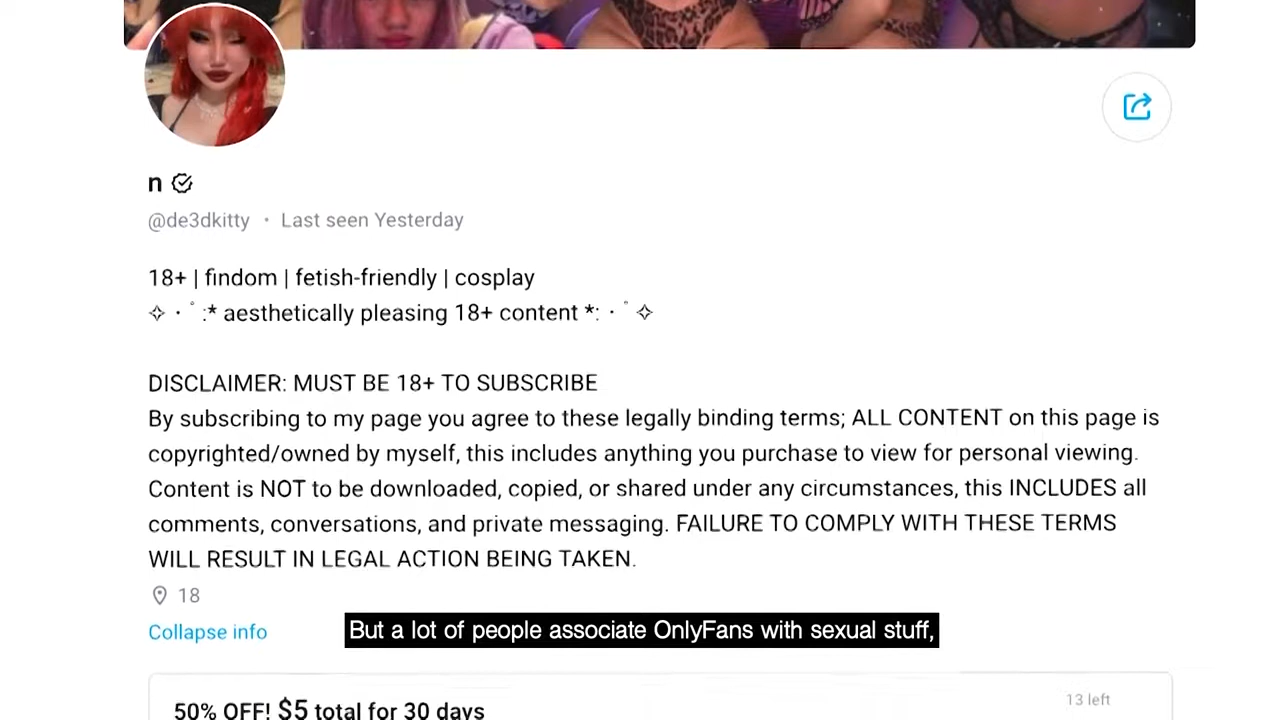 n
@de3dkitty • Last seen Yesterday
18+ | findom | fetish-friendly | cosplay
✧ · ˚ :* aesthetically pleasing 18+ content *: · ˚ ✧
DISCLAIMER: MUST BE 18+ TO SUBSCRIBE
By subscribing to my page you agree to these legally binding terms; ALL CONTENT on this page is
copyrighted/owned by myself, this includes anything you purchase to view for personal viewing.
Content is NOT to be downloaded, copied, or shared under any circumstances, this INCLUDES all
comments, conversations, and private messaging. FAILURE TO COMPLY WITH THESE TERMS
WILL RESULT IN LEGAL ACTION BEING TAKEN.
18
Collapse info
But a lot of people associate OnlyFans with sexual stuff,
13 left
50% OFF! $5 total for 30 days